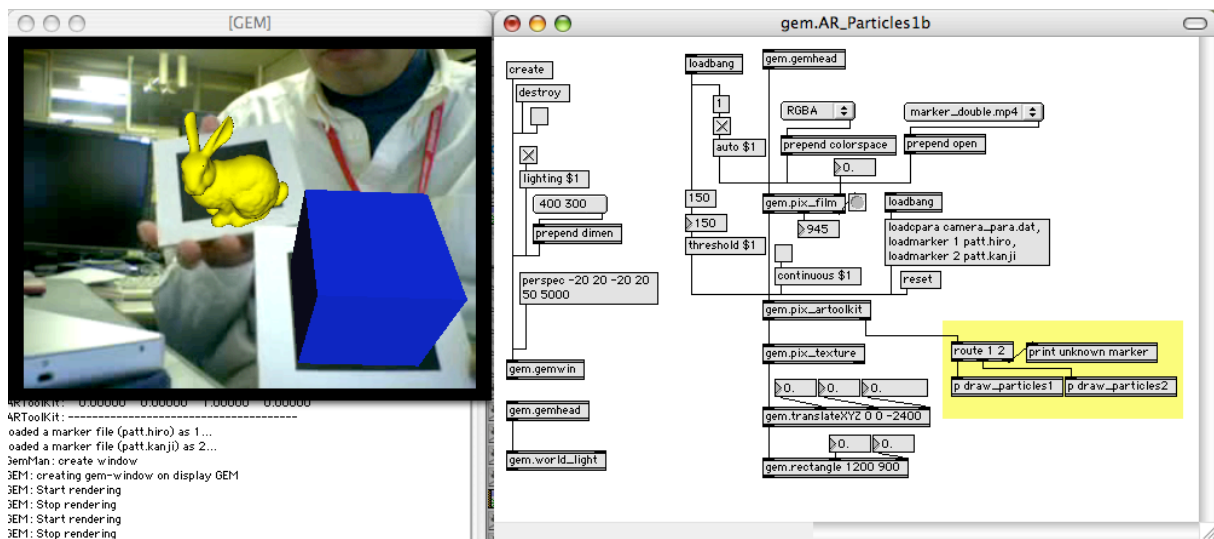 [GEM]
ARToolKit: 0.00000 0.00000 1.00000 0.00000
ARToolKit: --------------------------------------
oaded a marker file (patt.hiro) as 1...
oaded a marker file (patt.kanji) as 2...
GemMan: create window
GEM: creating gem-window on display GEM
GEM: Start rendering
GEM: Stop rendering
GEM: Start rendering
GEM: Stop rendering
gem.AR_Particles1b
create
destroy
lighting $1
400 300
prepend dimen
perspec -20 20 -20 20
50 5000
gem.gemwin
gem.gemhead
gem.world_light
loadbang
1
auto $1
150
150
threshold $1
gem.gemhead
RGBA
prepend colorspace
0.
marker_double.mp4
prepend open
gem.pix_film
945
continuous $1
loadbang
loadcpara camera_para.dat,
loadmarker 1 patt.hiro,
loadmarker 2 patt.kanji
reset
gem.pix_artoolkit
gem.pix_texture
0. 0. 0.
gem.translateXYZ 0 0 -2400
0. 0.
gem.rectangle 1200 900
route 1 2
print unknown marker
p draw_particles1
p draw_particles2